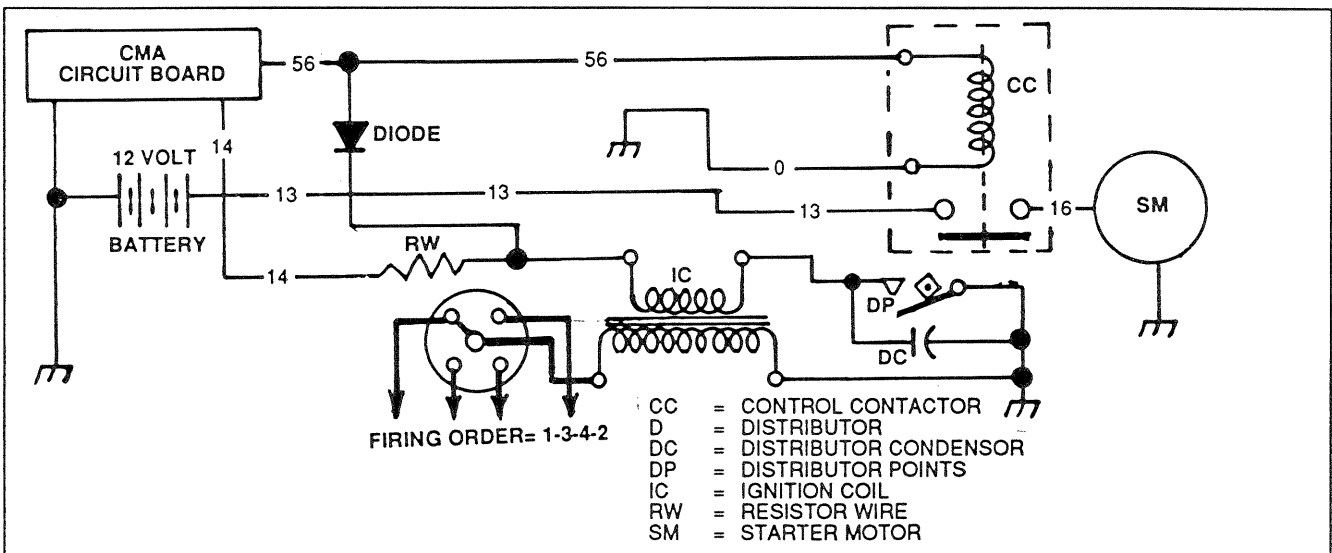 CMA
CIRCUIT BOARD
56
56
CC
DIODE
14
12 VOLT
0
13
13
13
16
SM
BATTERY
RW
14
IC
DP
DC
FIRING ORDER= 1-3-4-2
CC = CONTROL CONTACTOR
D = DISTRIBUTOR
DC = DISTRIBUTOR CONDENSOR
DP = DISTRIBUTOR POINTS
IC = IGNITION COIL
RW = RESISTOR WIRE
SM = STARTER MOTOR